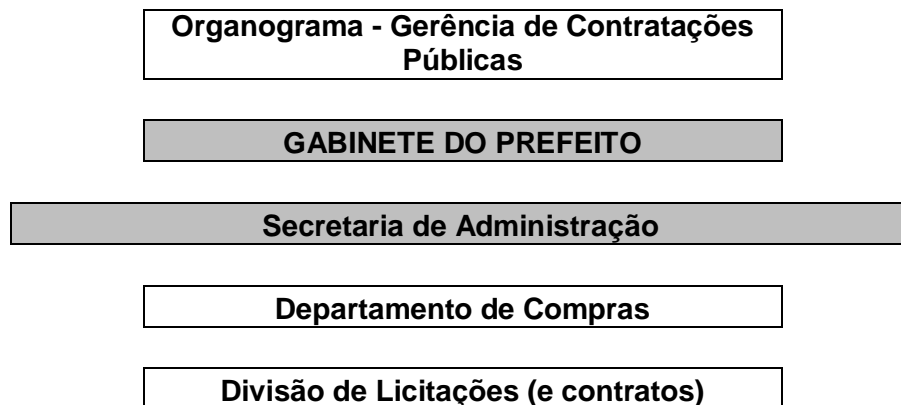 Organograma - Gerência de Contratações
Públicas
GABINETE DO PREFEITO
Secretaria de Administração
Departamento de Compras
Divisão de Licitações (e contratos)